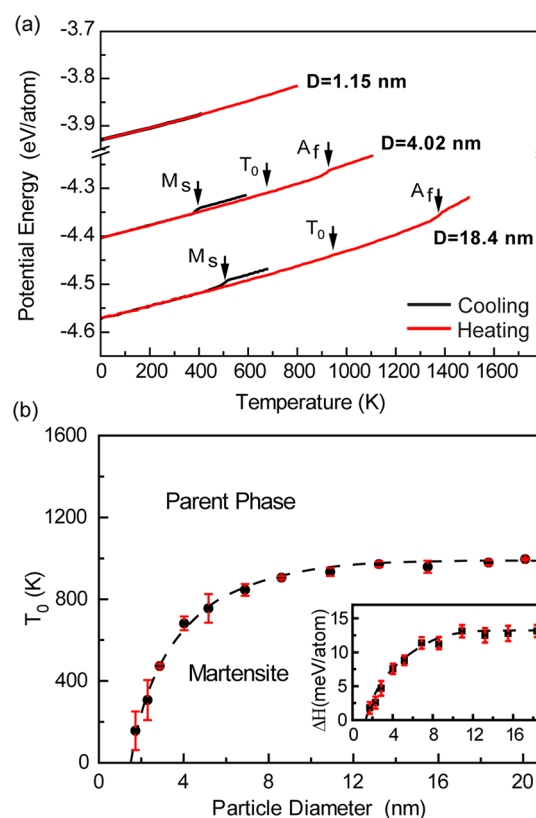 (a)
-3.7
-3.8
-3.9
-4.3
-4.4
-4.5
-4.6
Potential Energy (eV/atom)
D=1.15 nm
D=4.02 nm
D=18.4 nm
Ms
T0
Af
Ms
T0
Af
Cooling
Heating
0 200 400 600 800 1000 1200 1400 1600
Temperature (K)
(b)
1600
1200
800
400
0
T0 (K)
Parent Phase
Martensite
15
10
5
0
ΔH(meV/atom)
0 6 12 18
0 4 8 12 16 20
Particle Diameter (nm)